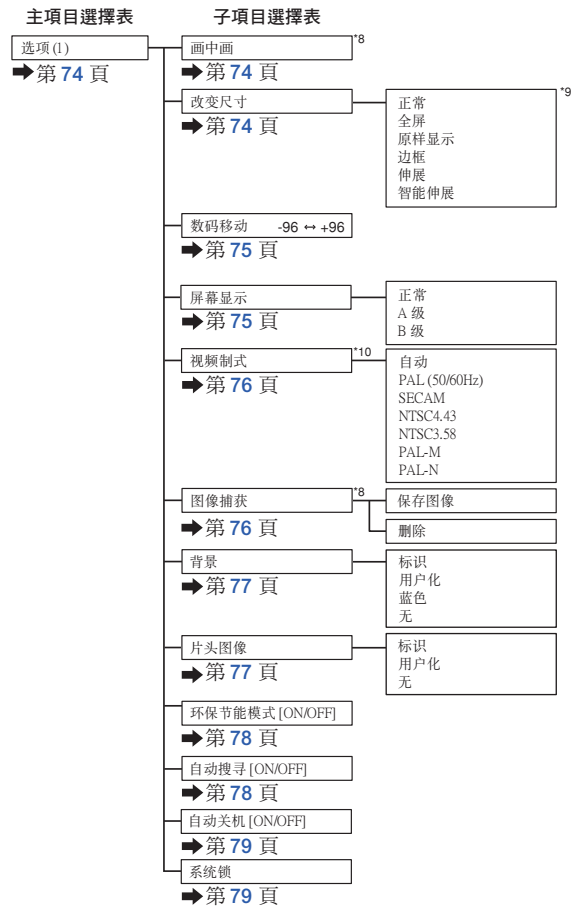 主項目選擇表
子項目選擇表
选项 (1)
➡第 74 頁
画中画
*8
➡第 74 頁
改变尺寸
➡第 74 頁
*9
正常
全屏
原样显示
边框
伸展
智能伸展
数码移动 -96 ↔ +96
➡第 75 頁
屏幕显示
➡第 75 頁
正常
A 级
B 级
视频制式
*10
➡第 76 頁
自动
PAL (50/60Hz)
SECAM
NTSC4.43
NTSC3.58
PAL-M
PAL-N
图像捕获
*8
➡第 76 頁
保存图像
删除
背景
➡第 77 頁
标识
用户化
蓝色
无
片头图像
➡第 77 頁
标识
用户化
无
环保节能模式 [ON/OFF]
➡第 78 頁
自动搜寻 [ON/OFF]
➡第 78 頁
自动关机 [ON/OFF]
➡第 79 頁
系统锁
➡第 79 頁